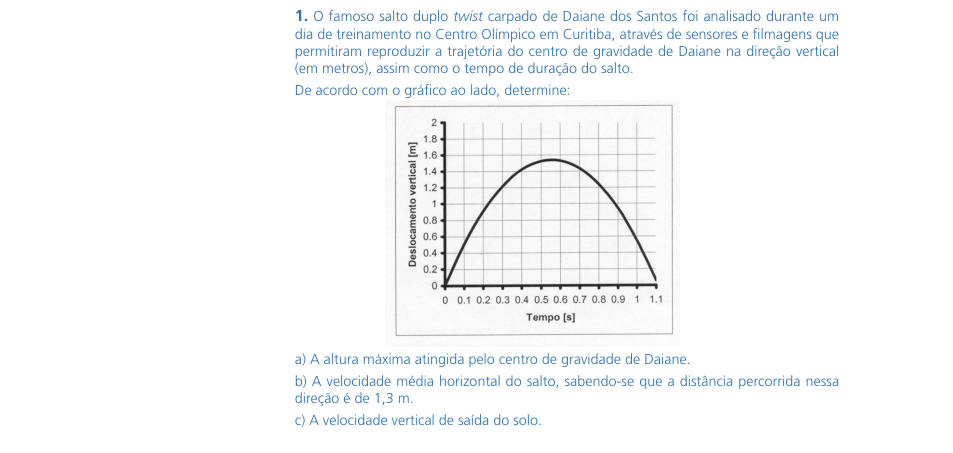 1. O famoso salto duplo twist carpado de Daiane dos Santos foi analisado durante um
dia de treinamento no Centro Olímpico em Curitiba, através de sensores e filmagens que
permitiram reproduzir a trajetória do centro de gravidade de Daiane na direção vertical
(em metros), assim como o tempo de duração do salto.
De acordo com o gráfico ao lado, determine:
Deslocamento vertical [m]
2
1.8
1.6
1.4
1.2
1
0.8
0.6
0.4
0.2
0
0 0.1 0.2 0.3 0.4 0.5 0.6 0.7 0.8 0.9 1 1.1
Tempo [s]
a) A altura máxima atingida pelo centro de gravidade de Daiane.
b) A velocidade média horizontal do salto, sabendo-se que a distância percorrida nessa
direção é de 1,3 m.
c) A velocidade vertical de saída do solo.